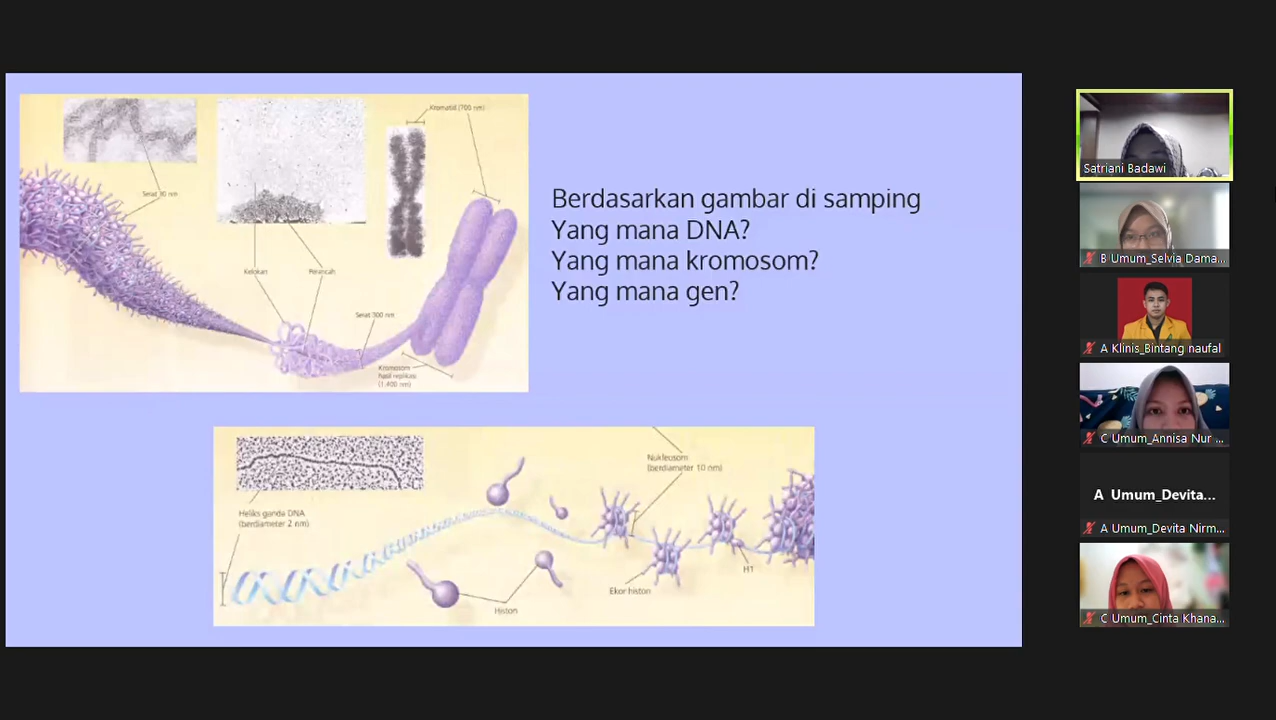 Kromatid (700 nm)
Serat 30 nm
Kelokan
Perancah
Serat 300 nm
Kromosom
hasil replikasi
(1.400 nm)
Berdasarkan gambar di samping
Yang mana DNA?
Yang mana kromosom?
Yang mana gen?
Nukleosom
(berdiameter 10 nm)
Heliks ganda DNA
(berdiameter 2 nm)
H1
Ekor histon
Histon
Satriani Badawi
B Umum_Selvia Dama...
A Klinis_Bintang naufal
C Umum_Annisa Nur ...
A Umum_Devita...
A Umum_Devita Nirm...
C Umum_Cinta Khana...